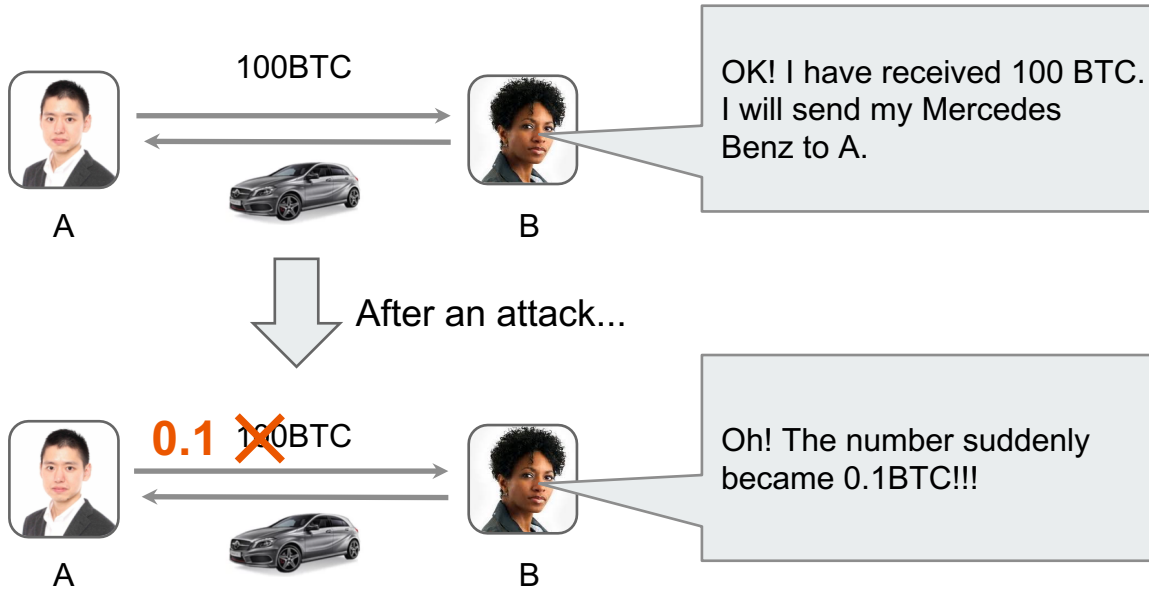 100BTC
OK! I have received 100 BTC.
I will send my Mercedes
Benz to A.
A
B
After an attack...
0.1 100BTC
Oh! The number suddenly
became 0.1BTC!!!
A
B